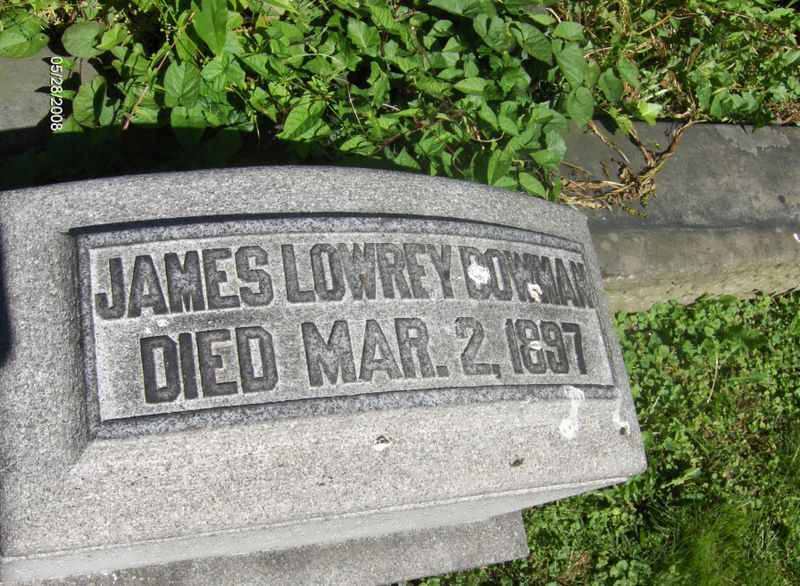 05/28/2008
JAMES LOWREY BOWMAN
DIED MAR. 2, 1897